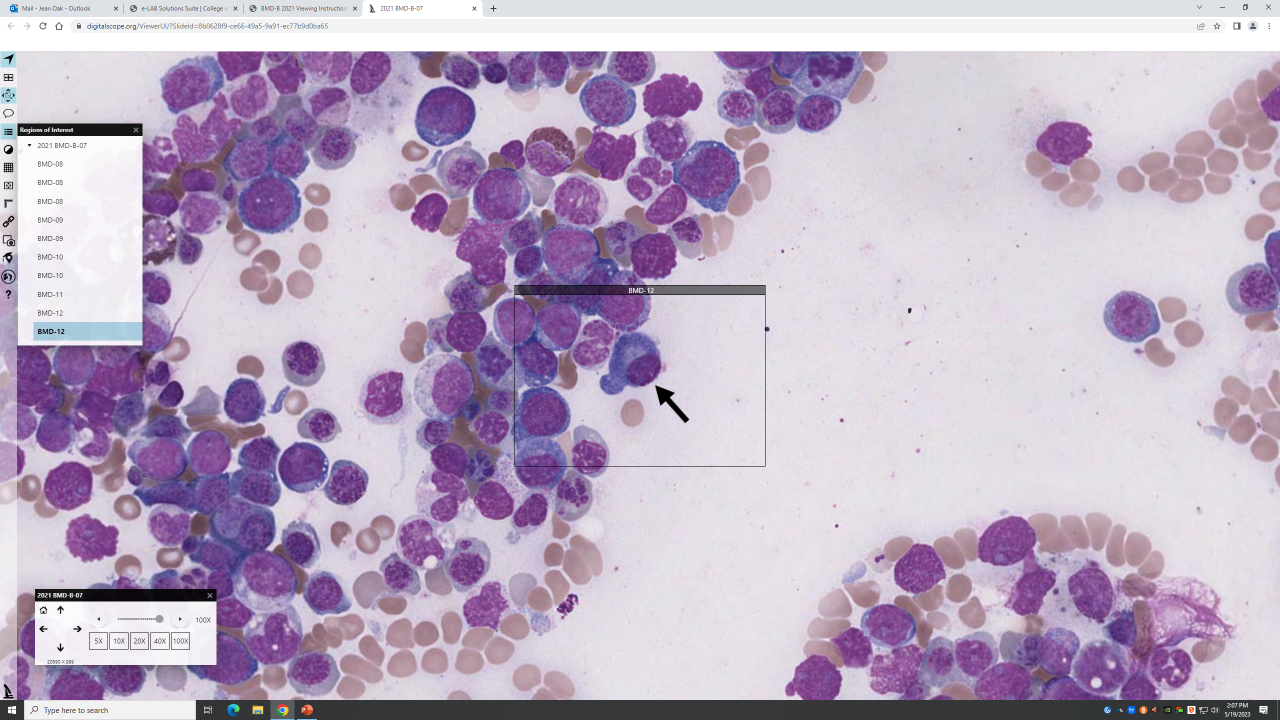 Mail - Jean Oak - Outlook
e-LAB Solutions Suite | College o
BMD-B 2021 Viewing Instruction
2021 BMD-B-07
digitalscope.org/ViewerUI/?SlideId=8b0628f9-ce66-49a5-9a91-ec77b9d0ba65
Regions of Interest
2021 BMD-B-07
BMD-08
BMD-08
BMD-08
BMD-09
BMD-09
BMD-10
BMD-10
BMD-11
BMD-12
BMD-12
BMD-12
2021 BMD-B-07
100X
5X 10X 20X 40X 100X
Type here to search
2:07 PM
5/19/2023